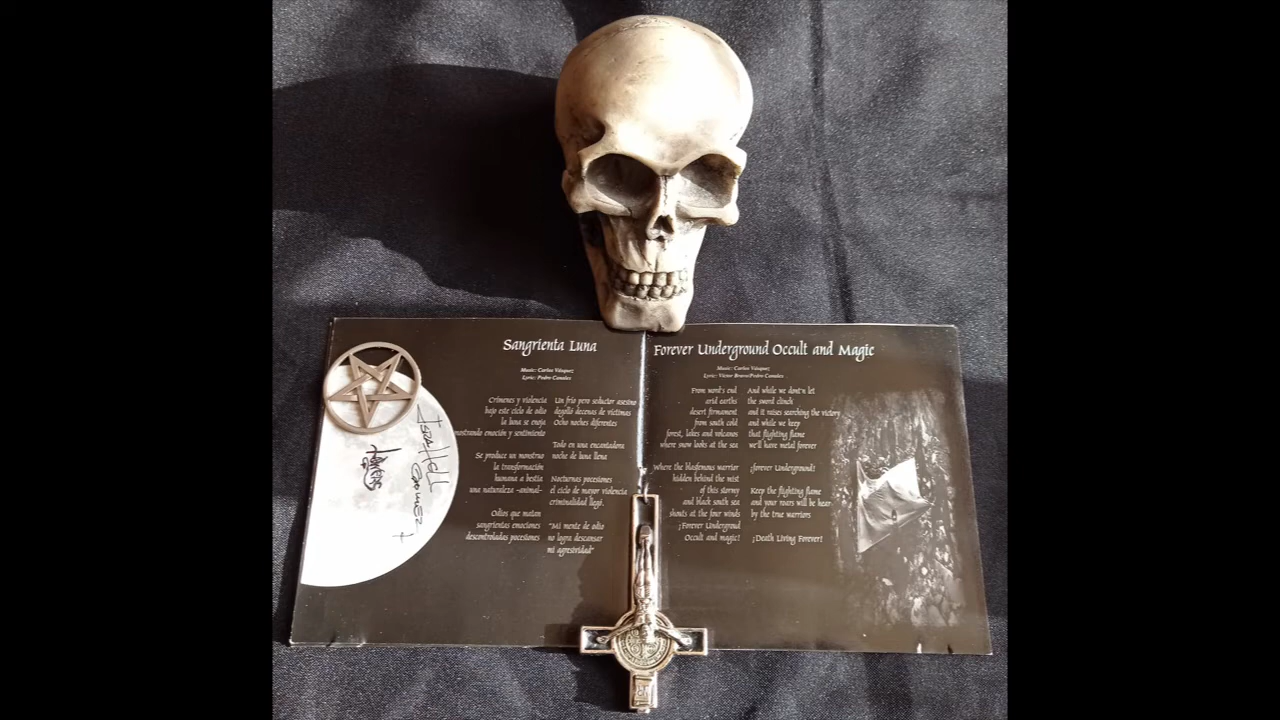 Sangrienta Luna
Music: Carlos Vásquez
Lyric: Pedro Canales
Crímenes y violencia
bajo este ciclo de odio
la luna se enoja
mostrando emoción y sentimiento
Se produce un monstruo
la transformación
humana a bestia
una naturaleza -animal-
Odios que matan
sangrientas emociones
descontroladas pocesiones
Un frío pero seductor asesino
degolló decenas de víctimas
Ocho noches diferentes
Todo en una encantadora
noche de luna llena
Nocturnas pocesiones
el ciclo de mayor violencia
criminalidad llegó.
"Mi mente de odio
no logra descansar
mi agresividad"
Forever Underground Occult and Magic
Music: Carlos Vásquez
Lyric: Víctor Bravo/Pedro Canales
From word's end
arid earths
desert firmament
from south cold
forest, lakes and volcanos
where snow looks at the sea
Where the blasfemous warrior
hidden behind the mist
of this stormy
and black south sea
shouts at the four winds
¡Forever Underground
Occult and magic!
And while we dont'n let
the sword clinck
and it raises searching the victory
and while we keep
that flighting flame
we'll have metal forever
¡forever Underground!
Keep the flighting flame
and your roars will be hear
by the true warriors
¡Death Living Forever!